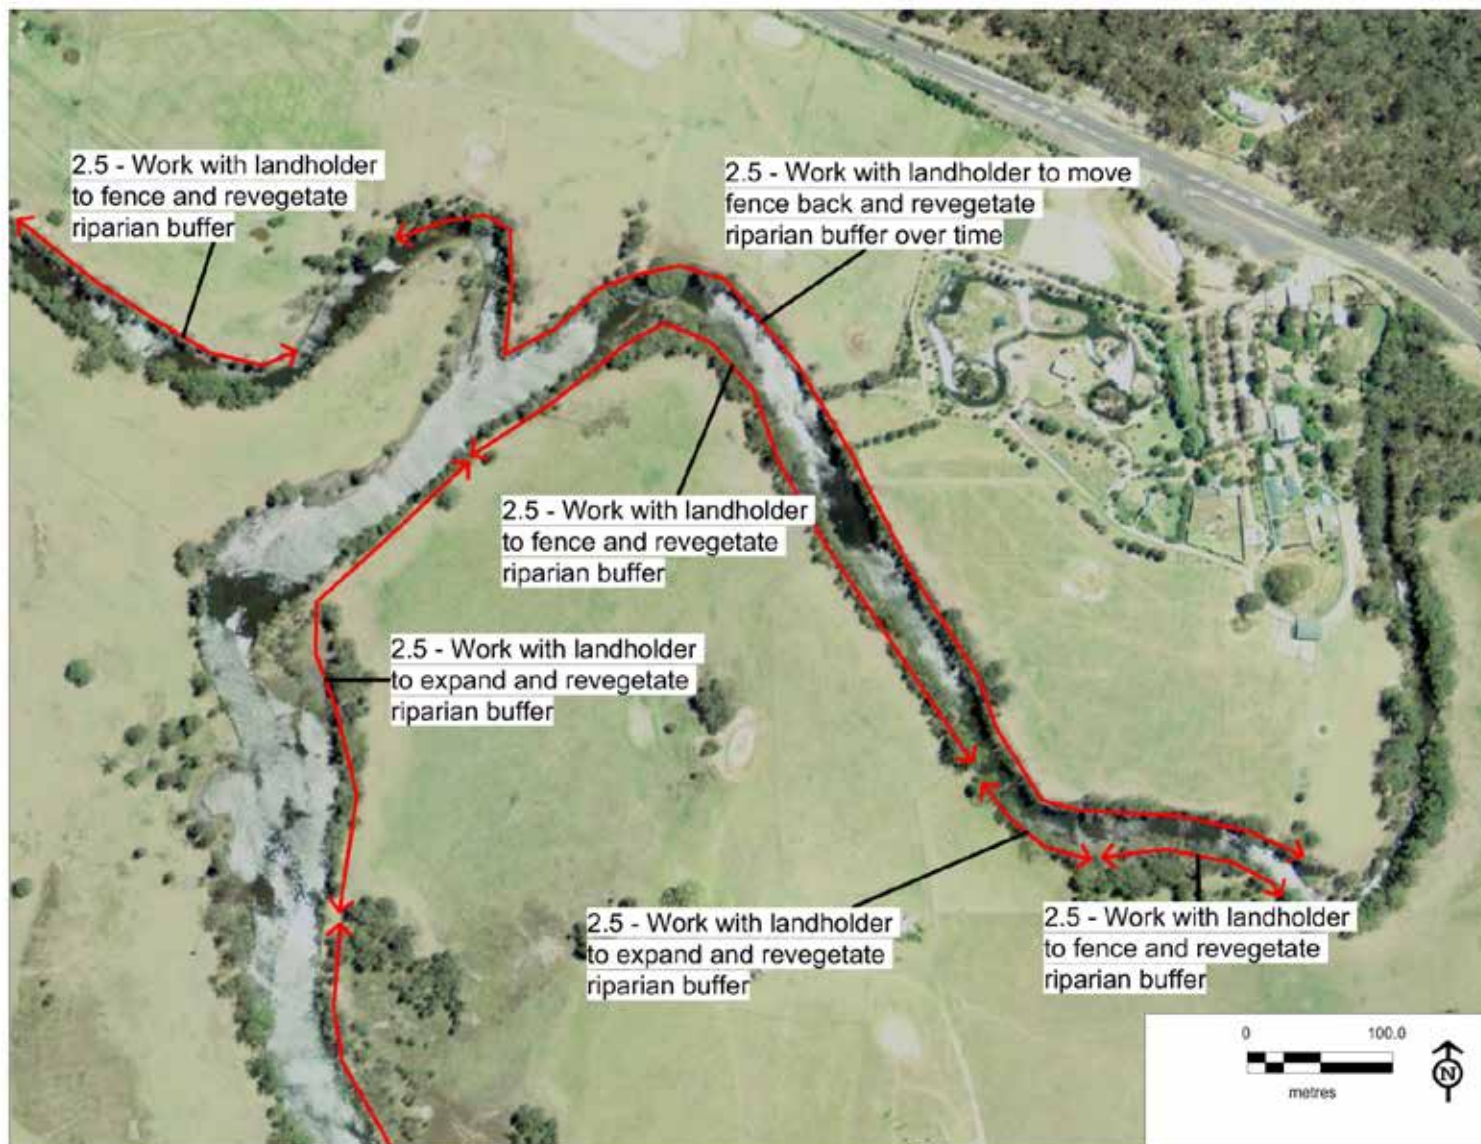 2.5 - Work with landholder
to fence and revegetate
riparian buffer
2.5 - Work with landholder to move
fence back and revegetate
riparian buffer over time
2.5 - Work with landholder
to fence and revegetate
riparian buffer
2.5 - Work with landholder
to expand and revegetate
riparian buffer
2.5 - Work with landholder
to expand and revegetate
riparian buffer
2.5 - Work with landholder
to fence and revegetate
riparian buffer
0 100.0
metres
N